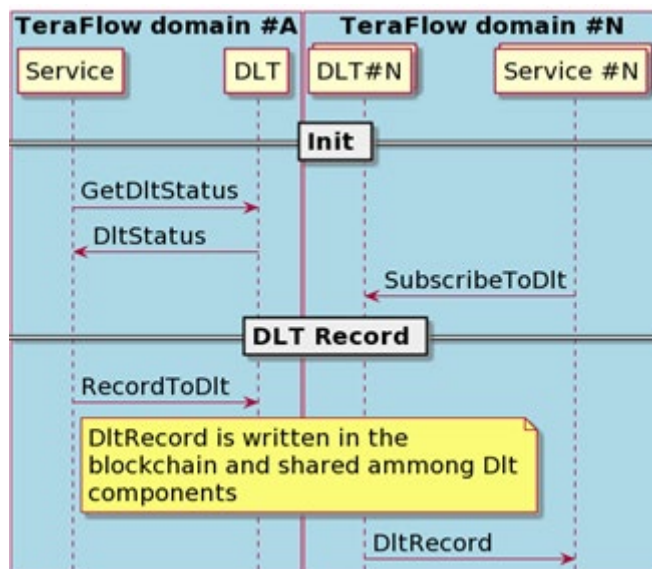 TeraFlow domain #A
TeraFlow domain #N
Service
DLT
DLT#N
Service #N
Init
GetDltStatus
DltStatus
SubscribeToDlt
DLT Record
RecordToDlt
DltRecord is written in the
blockchain and shared ammong Dlt
components
DltRecord